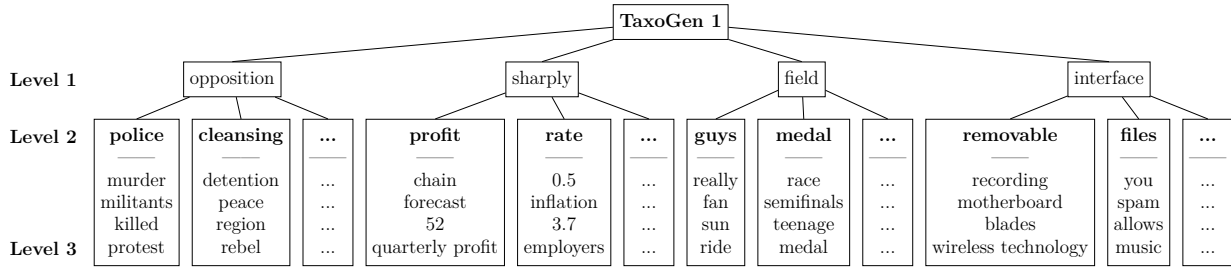 TaxoGen 1
Level 1
opposition
sharply
field
interface
Level 2
police
cleansing
...
profit
rate
...
guys
medal
...
removable
files
...
murder
detention
...
chain
0.5
...
really
race
...
recording
you
...
militants
peace
...
forecast
inflation
...
fan
semifinals
...
motherboard
spam
...
killed
region
...
52
3.7
...
sun
teenage
...
blades
allows
...
Level 3
protest
rebel
...
quarterly profit
employers
...
ride
medal
...
wireless technology
music
...